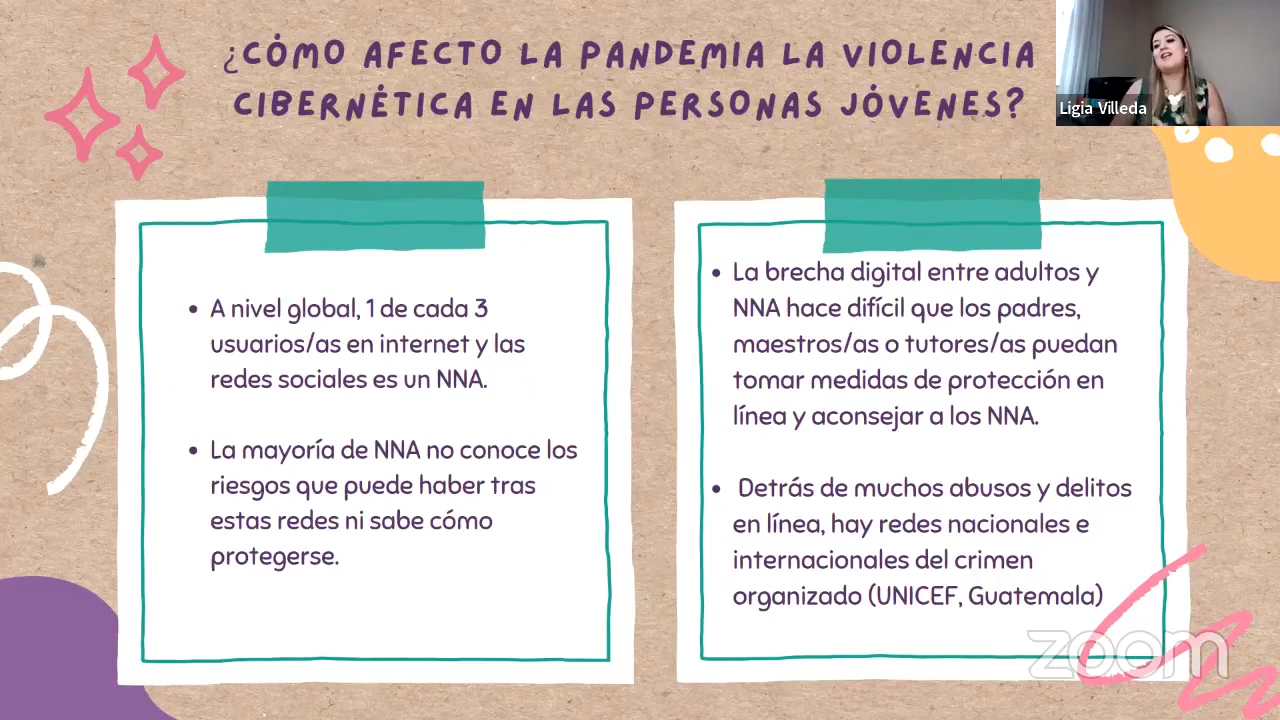 ¿CÓMO AFECTO LA PANDEMIA LA VIOLENCIA
CIBERNÉTICA EN LAS PERSONAS JÓVENES?
Ligia Villeda
• A nivel global, 1 de cada 3
usuarios/as en internet y las
redes sociales es un NNA.
• La mayoría de NNA no conoce los
riesgos que puede haber tras
estas redes ni sabe cómo
protegerse.
• La brecha digital entre adultos y
NNA hace difícil que los padres,
maestros/as o tutores/as puedan
tomar medidas de protección en
línea y aconsejar a los NNA.
• Detrás de muchos abusos y delitos
en línea, hay redes nacionales e
internacionales del crimen
organizado (UNICEF, Guatemala)
zoom